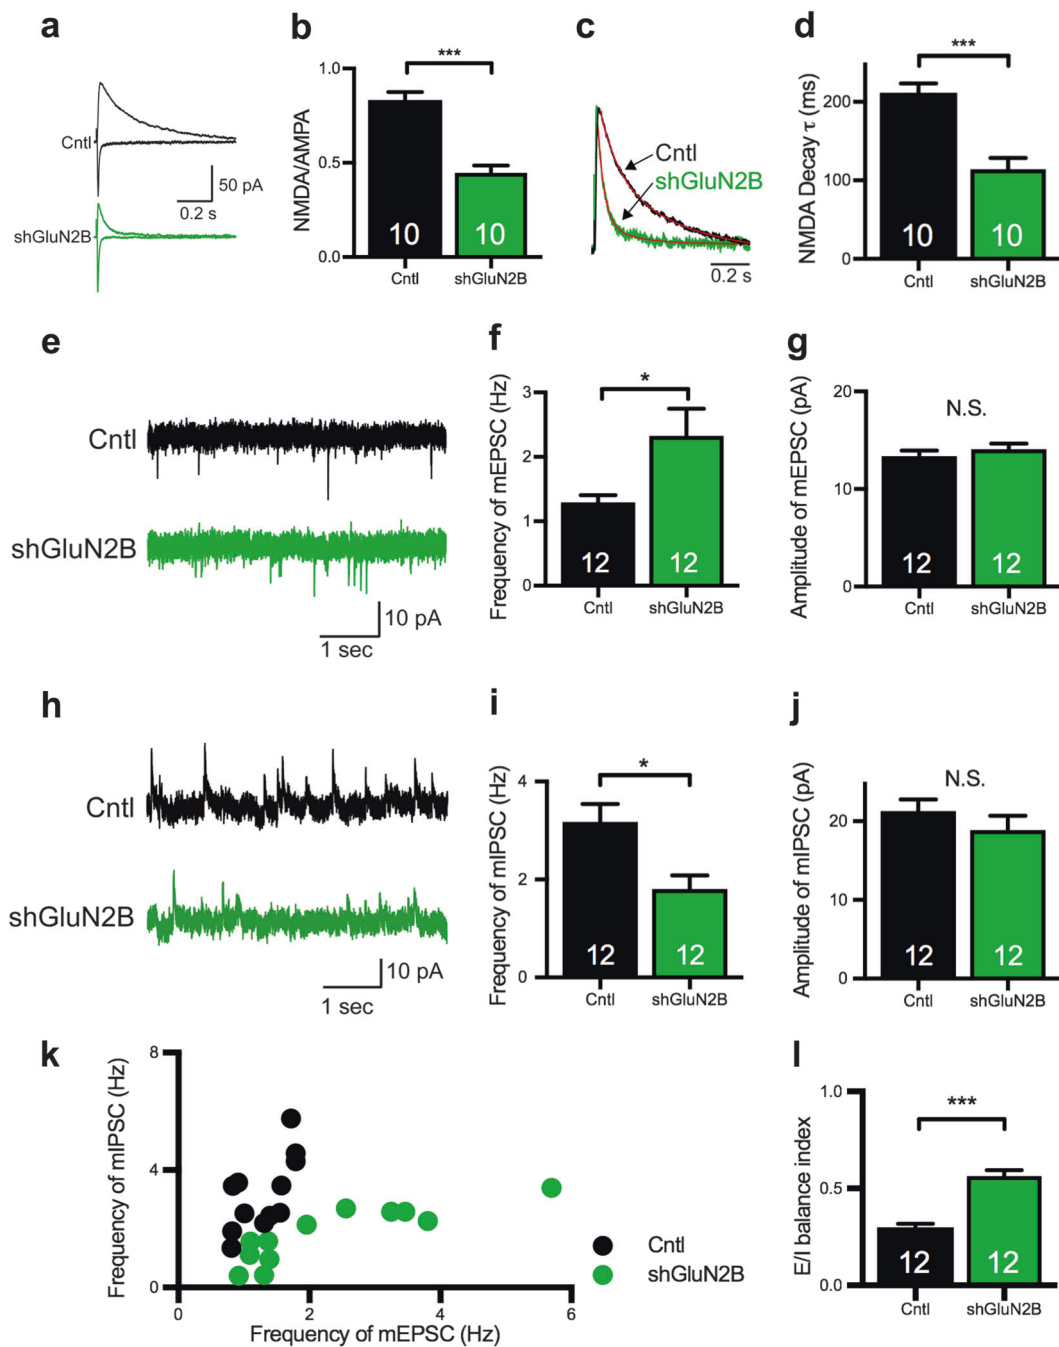 a
Cntl
50 pA
0.2 s
shGluN2B
b
***
NMDA/AMPA
1.0
0.5
0.0
10
10
Cntl
shGluN2B
c
Cntl
shGluN2B
0.2 s
d
***
NMDA Decay τ (ms)
200
100
0
10
10
Cntl
shGluN2B
e
Cntl
shGluN2B
10 pA
1 sec
f
*
Frequency of mEPSC (Hz)
3
2
1
0
12
12
Cntl
shGluN2B
g
N.S.
Amplitude of mEPSC (pA)
20
10
0
12
12
Cntl
shGluN2B
h
Cntl
shGluN2B
10 pA
1 sec
i
*
Frequency of mIPSC (Hz)
4
2
0
12
12
Cntl
shGluN2B
j
N.S.
Amplitude of mIPSC (pA)
20
10
0
12
12
Cntl
shGluN2B
k
Frequency of mIPSC (Hz)
8
4
0
0
2
4
6
Frequency of mEPSC (Hz)
Cntl
shGluN2B
l
***
E/I balance index
1.0
0.5
0.0
12
12
Cntl
shGluN2B